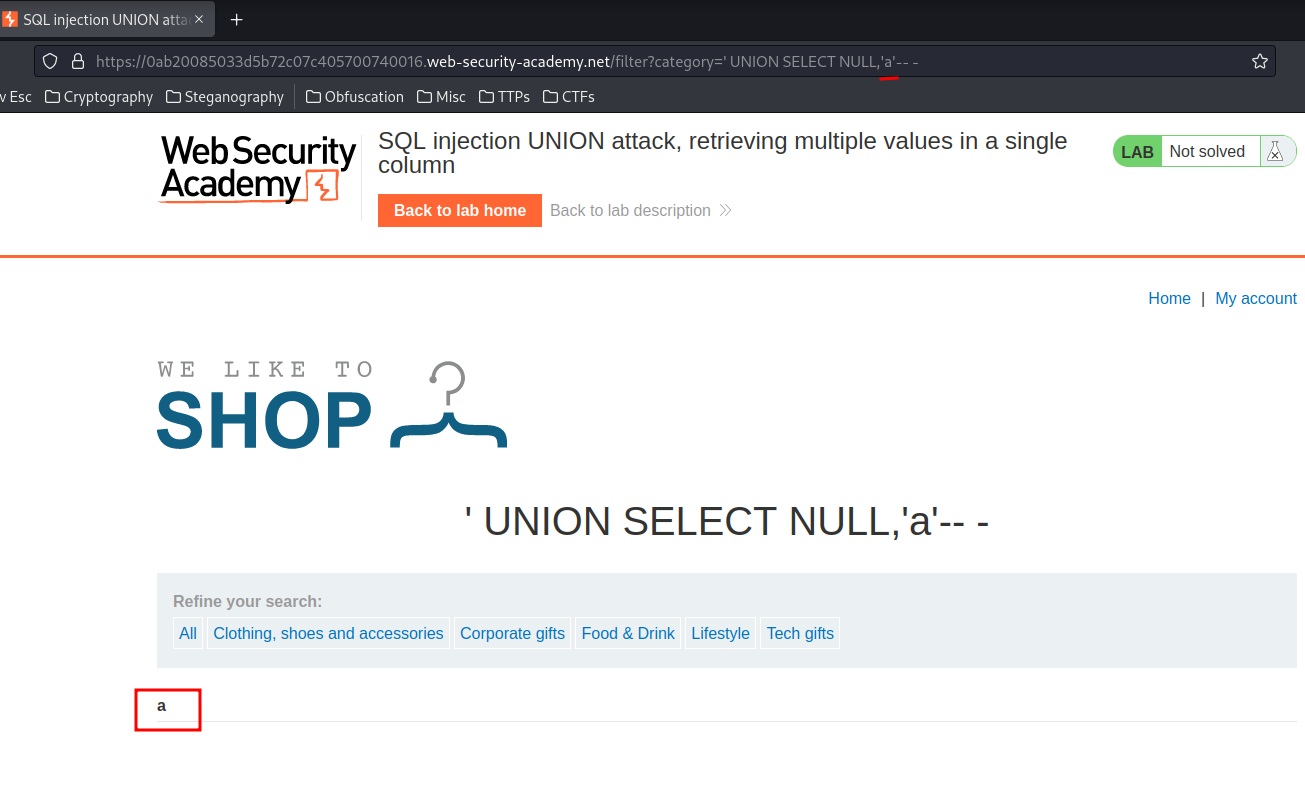 SQL injection UNION atta
https://0ab20085033d5b72c07c405700740016.web-security-academy.net/filter?category=' UNION SELECT NULL,'a'-- -
v Esc Cryptography Steganography Obfuscation Misc TTPs CTFs
WebSecurity
Academy
SQL injection UNION attack, retrieving multiple values in a single
column
LAB Not solved
Back to lab home Back to lab description
Home | My account
WE LIKE TO
SHOP
' UNION SELECT NULL,'a'-- -
Refine your search:
All Clothing, shoes and accessories Corporate gifts Food & Drink Lifestyle Tech gifts
a